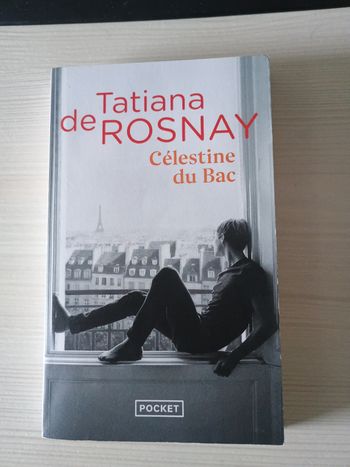 Tatiana
de ROSNAY
Célestine
du Bac
POCKET